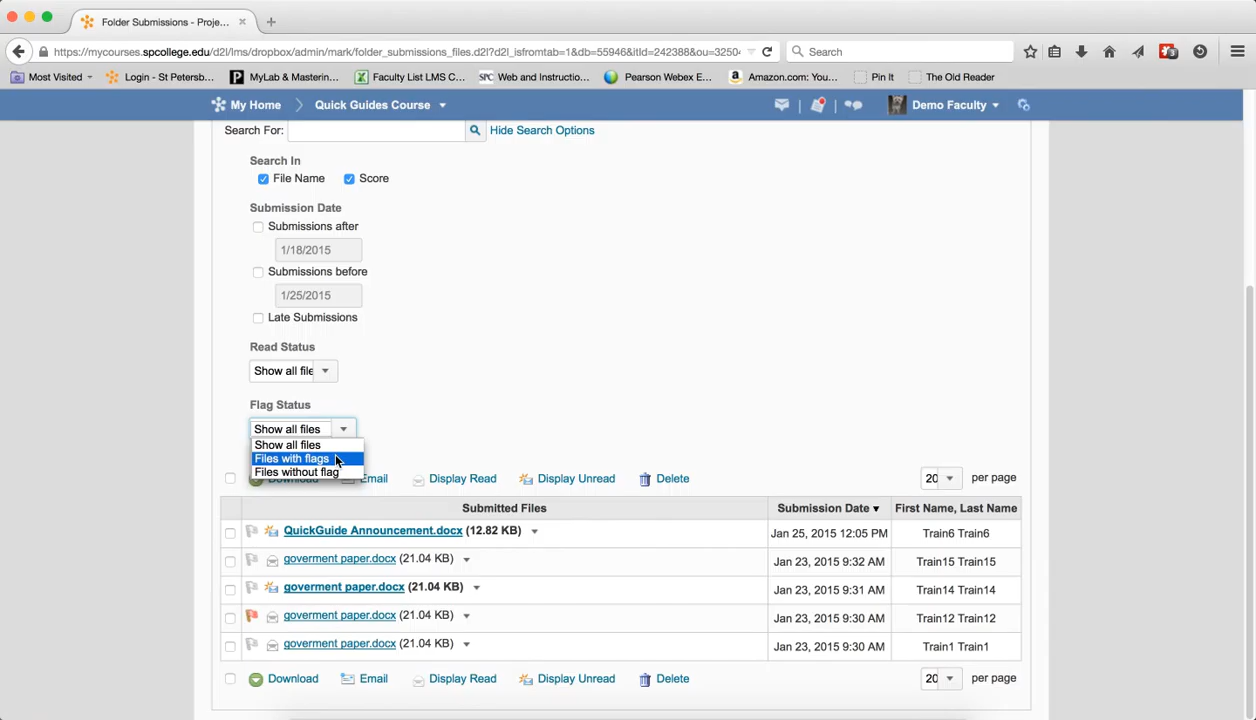 Folder Submissions - Proje...
https://mycourses.spcollege.edu/d2l/lms/dropbox/admin/mark/folder_submissions_files.d2l?d2l_isfromtab=1&db=55946&itId=242388&ou=32504
Search
Most Visited
Login - St Petersb...
MyLab & Mastering...
Faculty List LMS C...
SPC
Web and Instructio...
Pearson Webex E...
Amazon.com: You...
Pin It
The Old Reader
My Home
Quick Guides Course
Demo Faculty
Search For:
Hide Search Options
Search In
File Name
Score
Submission Date
Submissions after
1/18/2015
Submissions before
1/25/2015
Late Submissions
Read Status
Show all file
Flag Status
Show all files
Show all files
Files with flags
Files without flag
Download
Email
Display Read
Display Unread
Delete
20
per page
Submitted Files
Submission Date
First Name, Last Name
QuickGuide Announcement.docx (12.82 KB)
Jan 25, 2015 12:05 PM
Train6 Train6
goverment paper.docx (21.04 KB)
Jan 23, 2015 9:32 AM
Train15 Train15
goverment paper.docx (21.04 KB)
Jan 23, 2015 9:31 AM
Train14 Train14
goverment paper.docx (21.04 KB)
Jan 23, 2015 9:30 AM
Train12 Train12
goverment paper.docx (21.04 KB)
Jan 23, 2015 9:30 AM
Train1 Train1
Download
Email
Display Read
Display Unread
Delete
20
per page